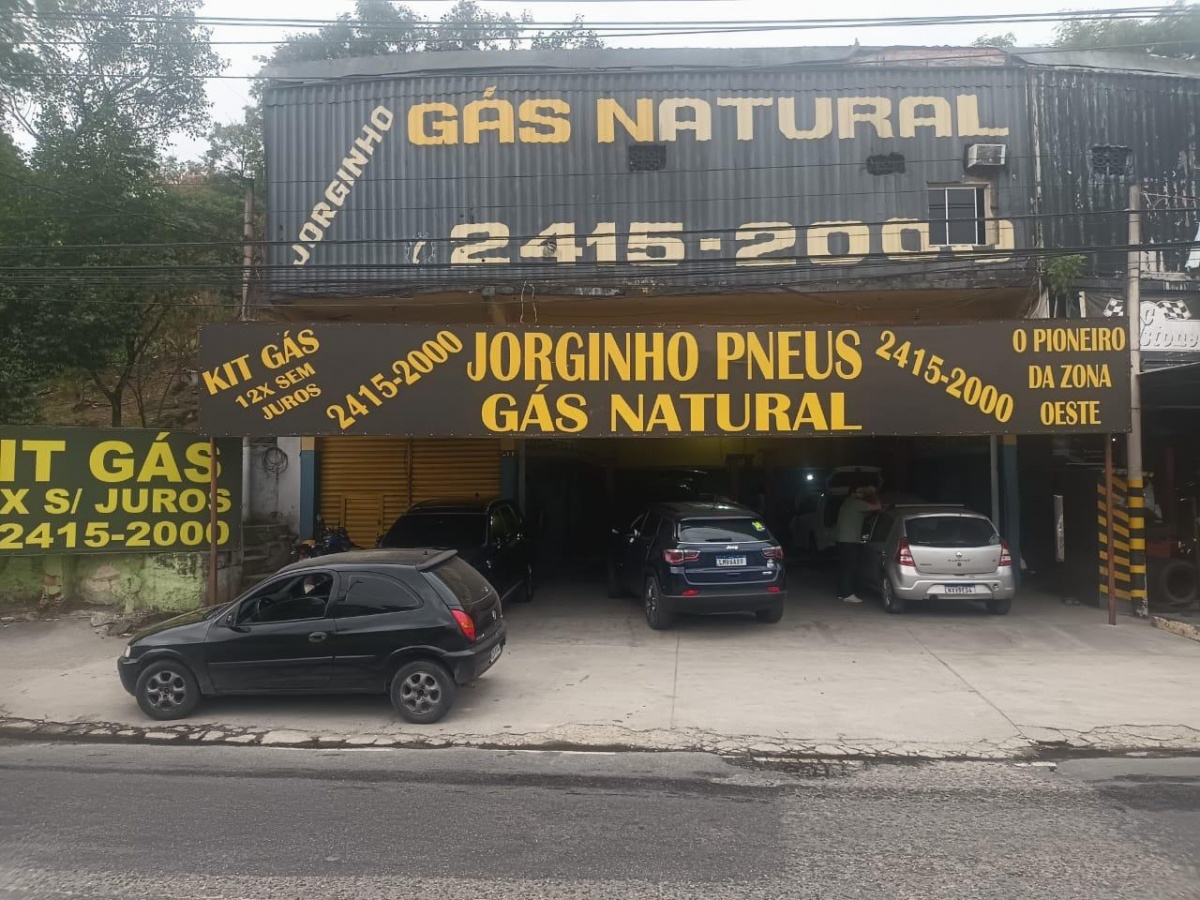 JORGINHO
GÁS NATURAL
2415-2000
KIT GÁS
12X SEM
JUROS
2415-2000
JORGINHO PNEUS
GÁS NATURAL
2415-2000
O PIONEIRO
DA ZONA
OESTE
IT GÁS
X S/ JUROS
2415-2000
Jeep